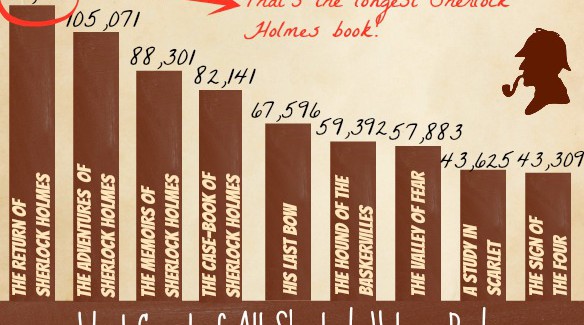 That's the longest Sherlock
Holmes book!
105,071
88,301
82,141
67,596
59,392
57,883
43,625
43,309
THE RETURN OF
SHERLOCK HOLMES
THE ADVENTURES OF
SHERLOCK HOLMES
THE MEMOIRS OF
SHERLOCK HOLMES
THE CASE-BOOK OF
SHERLOCK HOLMES
HIS LAST BOW
THE HOUND OF THE
BASKERVILLES
THE VALLEY OF FEAR
A STUDY IN
SCARLET
THE SIGN OF
THE FOUR